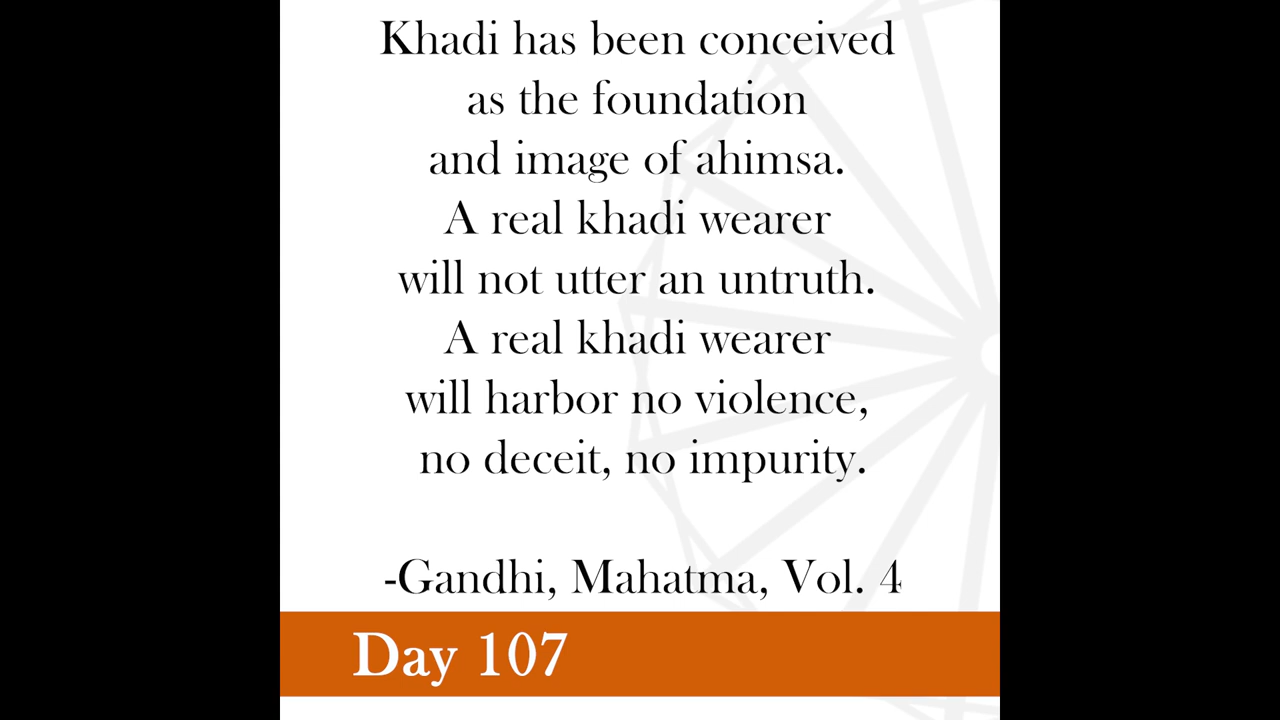 Khadi has been conceived
as the foundation
and image of ahimsa.
A real khadi wearer
will not utter an untruth.
A real khadi wearer
will harbor no violence,
no deceit, no impurity.
-Gandhi, Mahatma, Vol. 4
Day 107